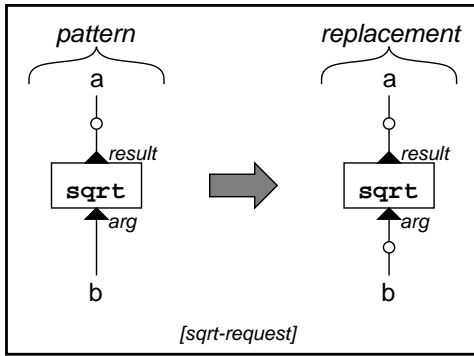 pattern replacement
a a
result result
sqrt sqrt
arg arg
b b
[sqrt-request]